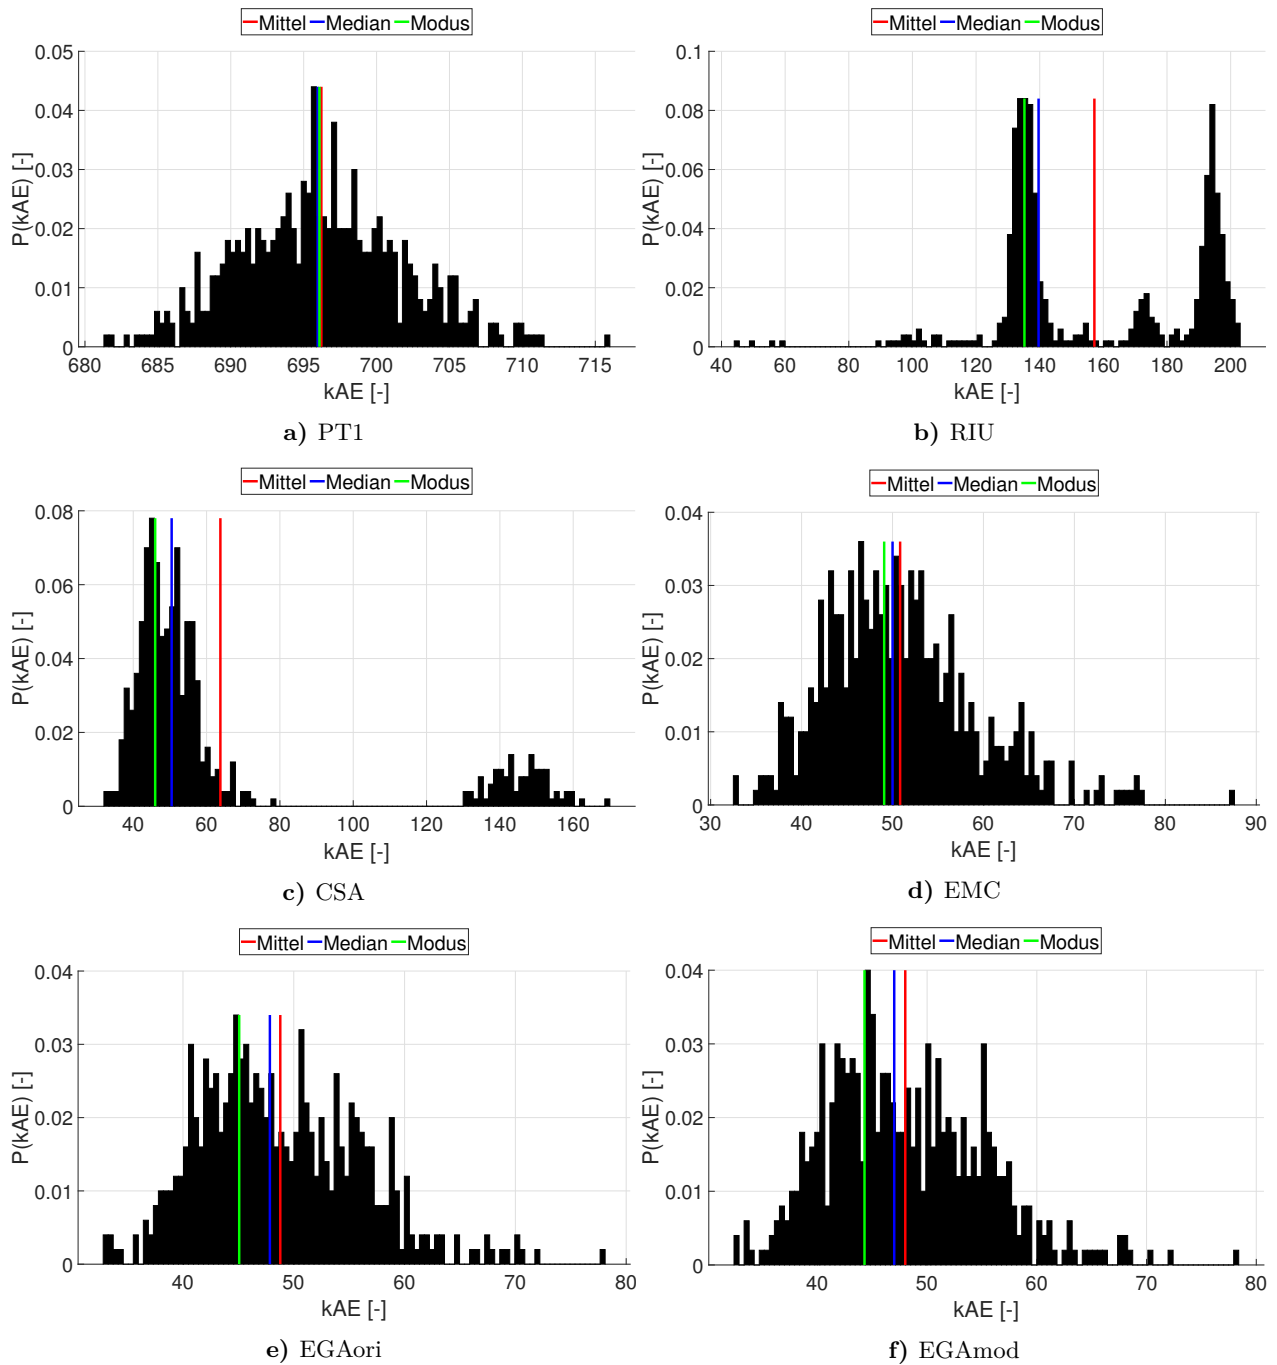 Mittel Median Modus
0.05
0.04
0.03
0.02
0.01
0
P(kAE) [-]
680 685 690 695 700 705 710 715
kAE [-]
a) PT1
Mittel Median Modus
0.1
0.08
0.06
0.04
0.02
0
P(kAE) [-]
40 60 80 100 120 140 160 180 200
kAE [-]
b) RIU
Mittel Median Modus
0.08
0.06
0.04
0.02
0
P(kAE) [-]
40 60 80 100 120 140 160
kAE [-]
c) CSA
Mittel Median Modus
0.04
0.03
0.02
0.01
0
P(kAE) [-]
30 40 50 60 70 80 90
kAE [-]
d) EMC
Mittel Median Modus
0.04
0.03
0.02
0.01
0
P(kAE) [-]
40 50 60 70 80
kAE [-]
e) EGAori
Mittel Median Modus
0.04
0.03
0.02
0.01
0
P(kAE) [-]
40 50 60 70 80
kAE [-]
f) EGAmod